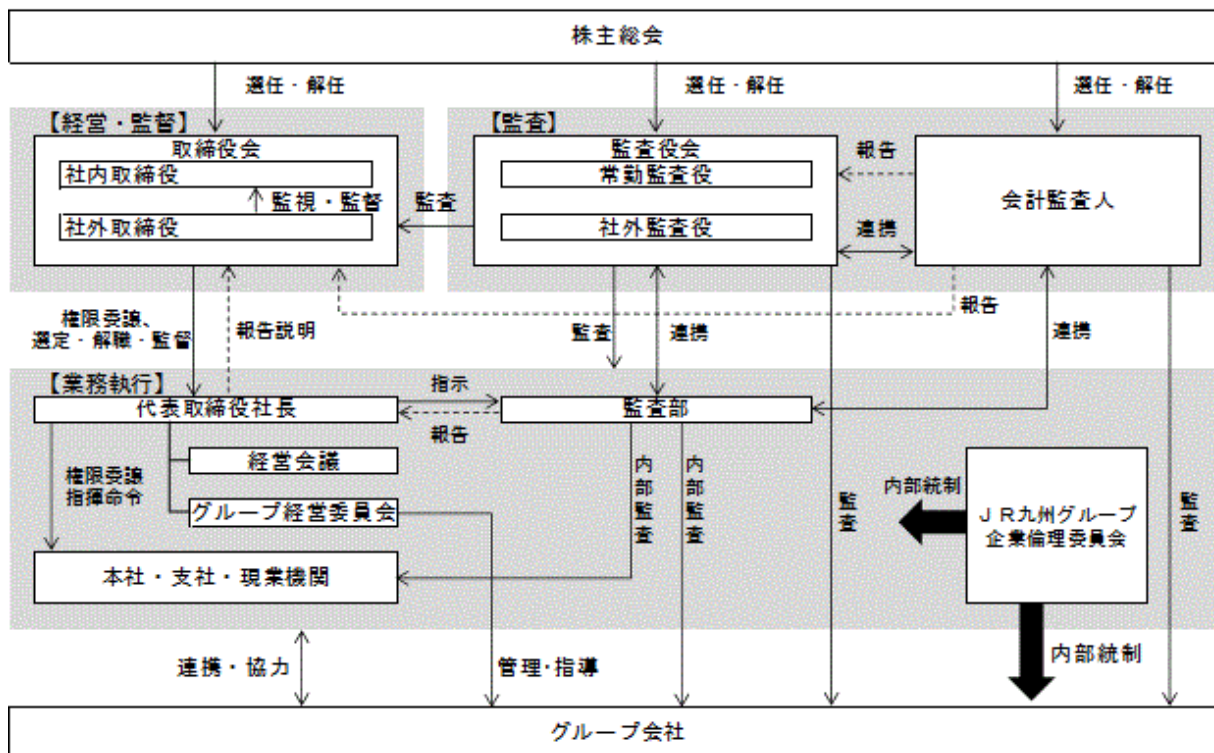 株主総会
選任・解任
選任・解任
選任・解任
【経営・監督】
【監査】
取締役会
社内取締役
監視・監督
社外取締役
監査
監査役会
常勤監査役
社外監査役
報告
連携
会計監査人
権限委譲、
選定・解職・監督
報告説明
監査
連携
報告
連携
【業務執行】
代表取締役社長
指示
報告
監査部
権限委譲
指揮命令
経営会議
グループ経営委員会
本社・支社・現業機関
内部監査
内部監査
監査
内部統制
ＪＲ九州グループ
企業倫理委員会
監査
連携・協力
管理・指導
内部統制
グループ会社